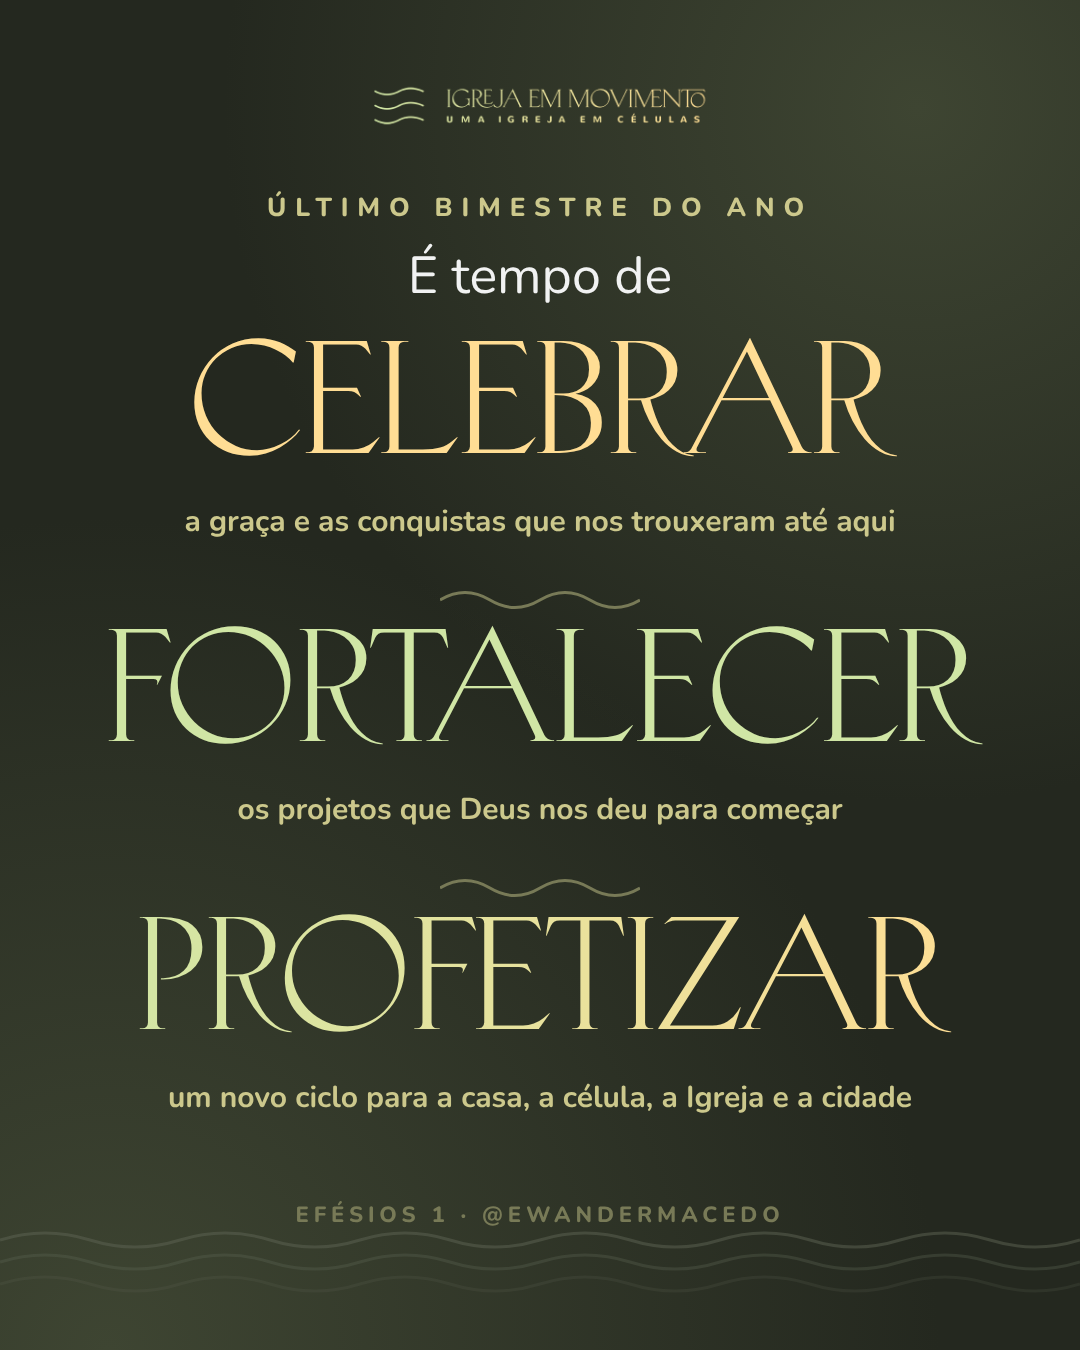 IGREJA EM MOVIMENTO
UMA IGREJA EM CÉLULAS
ÚLTIMO BIMESTRE DO ANO
É tempo de
CELEBRAR
a graça e as conquistas que nos trouxeram até aqui
FORTALECER
os projetos que Deus nos deu para começar
PROFETIZAR
um novo ciclo para a casa, a célula, a Igreja e a cidade
EFÉSIOS 1 · @EWANDERMACEDO